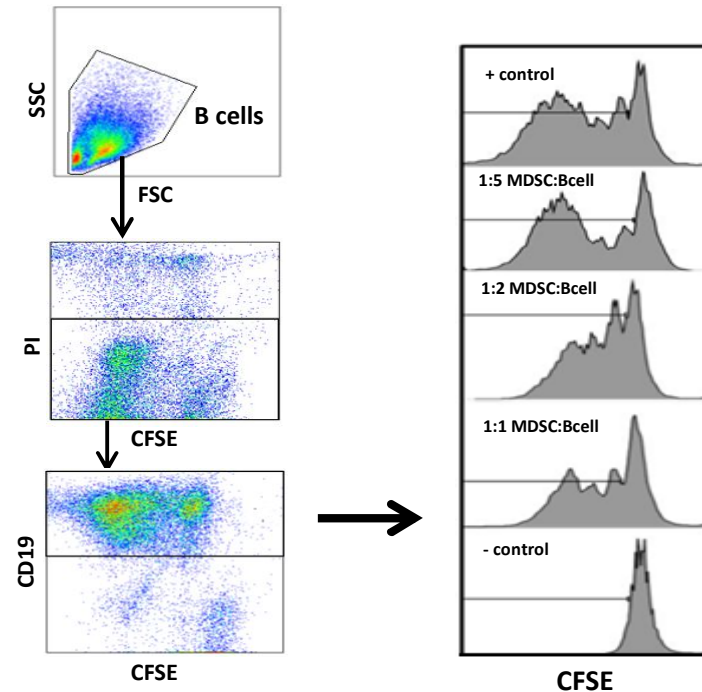 SSC
B cells
FSC
PI
CFSE
CD19
CFSE
+ control
1:5 MDSC:Bcell
1:2 MDSC:Bcell
1:1 MDSC:Bcell
- control
CFSE